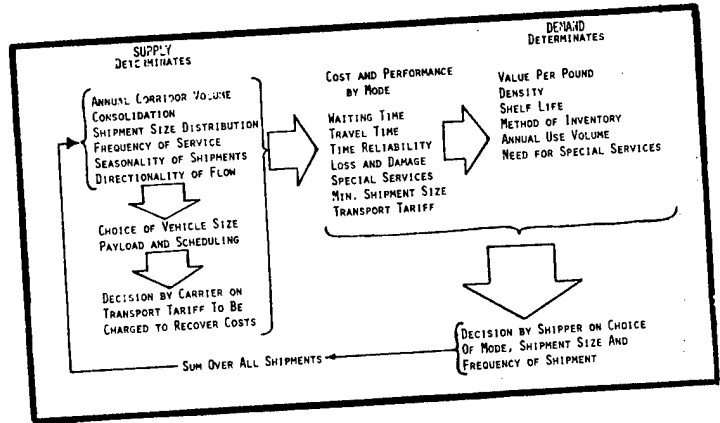 SUPPLY
DETERMINATES
ANNUAL CORRIDOR VOLUME
CONSOLIDATION
SHIPMENT SIZE DISTRIBUTION
FREQUENCY OF SERVICE
SEASONALITY OF SHIPMENTS
DIRECTIONALITY OF FLOW
CHOICE OF VEHICLE SIZE
PAYLOAD AND SCHEDULING
DECISION BY CARRIER ON
TRANSPORT TARIFF TO BE
CHARGED TO RECOVER COSTS
COST AND PERFORMANCE
BY MODE
WAITING TIME
TRAVEL TIME
TIME RELIABILITY
LOSS AND DAMAGE
SPECIAL SERVICES
MIN. SHIPMENT SIZE
TRANSPORT TARIFF
DEMAND
DETERMINATES
VALUE PER POUND
DENSITY
SHELF LIFE
METHOD OF INVENTORY
ANNUAL USE VOLUME
NEED FOR SPECIAL SERVICES
DECISION BY SHIPPER ON CHOICE
OF MODE, SHIPMENT SIZE AND
FREQUENCY OF SHIPMENT
SUM OVER ALL SHIPMENTS